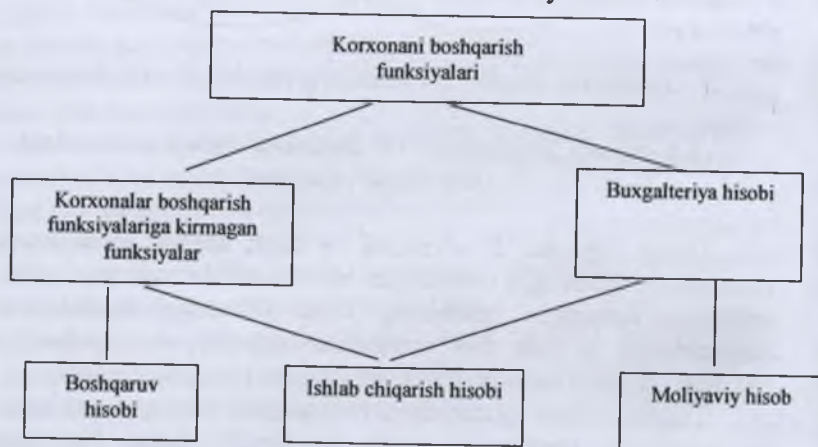 Korxonani boshqarish
funksiyalari
Korxonalar boshqarish
funksiyalariga kirmagan
funksiyalar
Buxgalteriya hisobi
Boshqaruv
hisobi
Ishlab chiqarish hisobi
Moliyaviy hisob